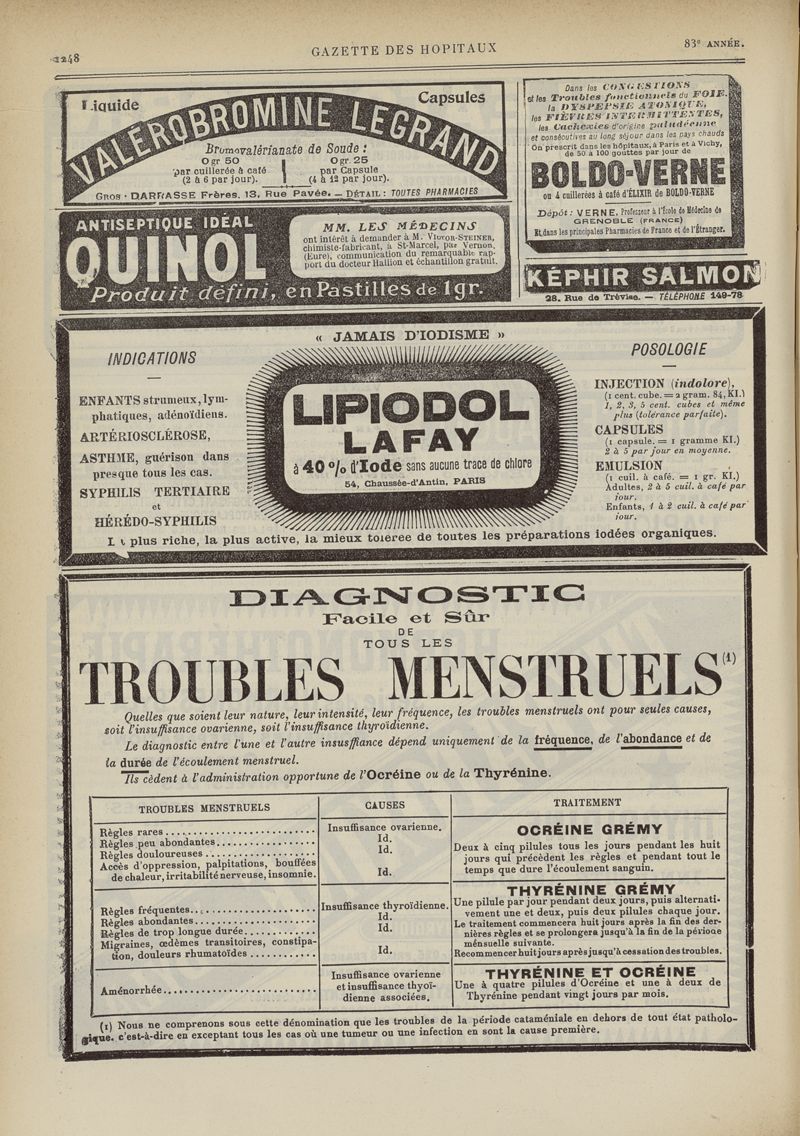 1248
GAZETTE DES HOPITAUX
83e ANNÉE.
Liquide
Capsules
VALÉROBROMINE LEGRAND
Bromovalérianate de Soude :
0 gr 50
par cuillerée à café
(2 à 6 par jour).
0 gr. 25
par Capsule
(4 à 12 par jour).
GROS · DARRASSE Frères, 13, Rue Pavée. — DÉTAIL : TOUTES PHARMACIES
ANTISEPTIQUE IDÉAL
QUINOL
Produit défini, en Pastilles de 1gr.
MM. LES MÉDECINS
ont intérêt à demander à M. VICTOR-STEINER,
chimiste-fabricant, à St-Marcel, par Vernon,
(Eure), communication du remarquable rap-
port du docteur Hallion et échantillon gratuit.
Dans les CONGESTIONS
et les Troubles fonctionnels du FOIE,
la DYSPEPSIE ATONIQUE,
les FIÈVRES INTERMITTENTES,
les Cachexies d'origine paludéenne
et consécutives au long séjour dans les pays chauds
On prescrit dans les hôpitaux, à Paris et à Vichy,
de 50 à 100 gouttes par jour de
BOLDO-VERNE
ou 4 cuillerées à café d'ÉLIXIR de BOLDO-VERNE
Dépôt : VERNE, Professeur à l'École de Médecine de
GRENOBLE (FRANCE)
Et dans les principales Pharmacies de France et de l'Étranger.
KÉPHIR SALMON
28, Rue de Trévise. — TÉLÉPHONE 149-78
« JAMAIS D'IODISME »
INDICATIONS
ENFANTS strumeux, lym-
phatiques, adénoïdiens.
ARTÉRIOSCLÉROSE,
ASTHME, guérison dans
presque tous les cas.
SYPHILIS TERTIAIRE
et
HÉRÉDO-SYPHILIS
LIPIODOL
LAFAY
à 40 % d'Iode sans aucune trace de chlore
54, Chaussée-d'Antin, PARIS
POSOLOGIE
INJECTION (indolore),
(1 cent. cube. = 2 gram. 84, KI.)
1, 2, 3, 5 cent. cubes et même
plus (tolérance parfaite).
CAPSULES
(1 capsule. = 1 gramme KI.)
2 à 5 par jour en moyenne.
EMULSION
(1 cuil. à café. = 1 gr. KI.)
Adultes, 2 à 5 cuil. à café par
jour.
Enfants, 1 à 2 cuil. à café par
jour.
La plus riche, la plus active, la mieux tolérée de toutes les préparations iodées organiques.
DIAGNOSTIC
Facile et Sûr
DE
TOUS LES
TROUBLES MENSTRUELS (1)
Quelles que soient leur nature, leur intensité, leur fréquence, les troubles menstruels ont pour seules causes,
soit l'insuffisance ovarienne, soit l'insuffisance thyroïdienne.
Le diagnostic entre l'une et l'autre insuffiance dépend uniquement de la fréquence, de l'abondance et de
la durée de l'écoulement menstruel.
Ils cèdent à l'administration opportune de l'Ocréine ou de la Thyrénine.
TROUBLES MENSTRUELS
CAUSES
TRAITEMENT
Règles rares
Règles peu abondantes
Règles douloureuses
Accès d'oppression, palpitations, bouffées
de chaleur, irritabilité nerveuse, insomnie.
Insuffisance ovarienne.
Id.
Id.
Id.
OCRÉINE GRÉMY
Deux à cinq pilules tous les jours pendant les huit
jours qui précèdent les règles et pendant tout le
temps que dure l'écoulement sanguin.
Règles fréquentes
Règles abondantes
Règles de trop longue durée
Migraines, œdèmes transitoires, constipa-
tion, douleurs rhumatoïdes
Insuffisance thyroïdienne.
Id.
Id.
Id.
THYRÉNINE GRÉMY
Une pilule par jour pendant deux jours, puis alternati-
vement une et deux, puis deux pilules chaque jour.
Le traitement commencera huit jours après la fin des der-
nières règles et se prolongera jusqu'à la fin de la période
mensuelle suivante.
Recommencer huit jours après jusqu'à cessation des troubles.
Aménorrhée
Insuffisance ovarienne
et insuffisance thyroï-
dienne associées.
THYRÉNINE ET OCRÉINE
Une à quatre pilules d'Ocréine et une à deux de
Thyrénine pendant vingt jours par mois.
(1) Nous ne comprenons sous cette dénomination que les troubles de la période cataméniale en dehors de tout état patholo-
gique. c'est-à-dire en exceptant tous les cas où une tumeur ou une infection en sont la cause première.